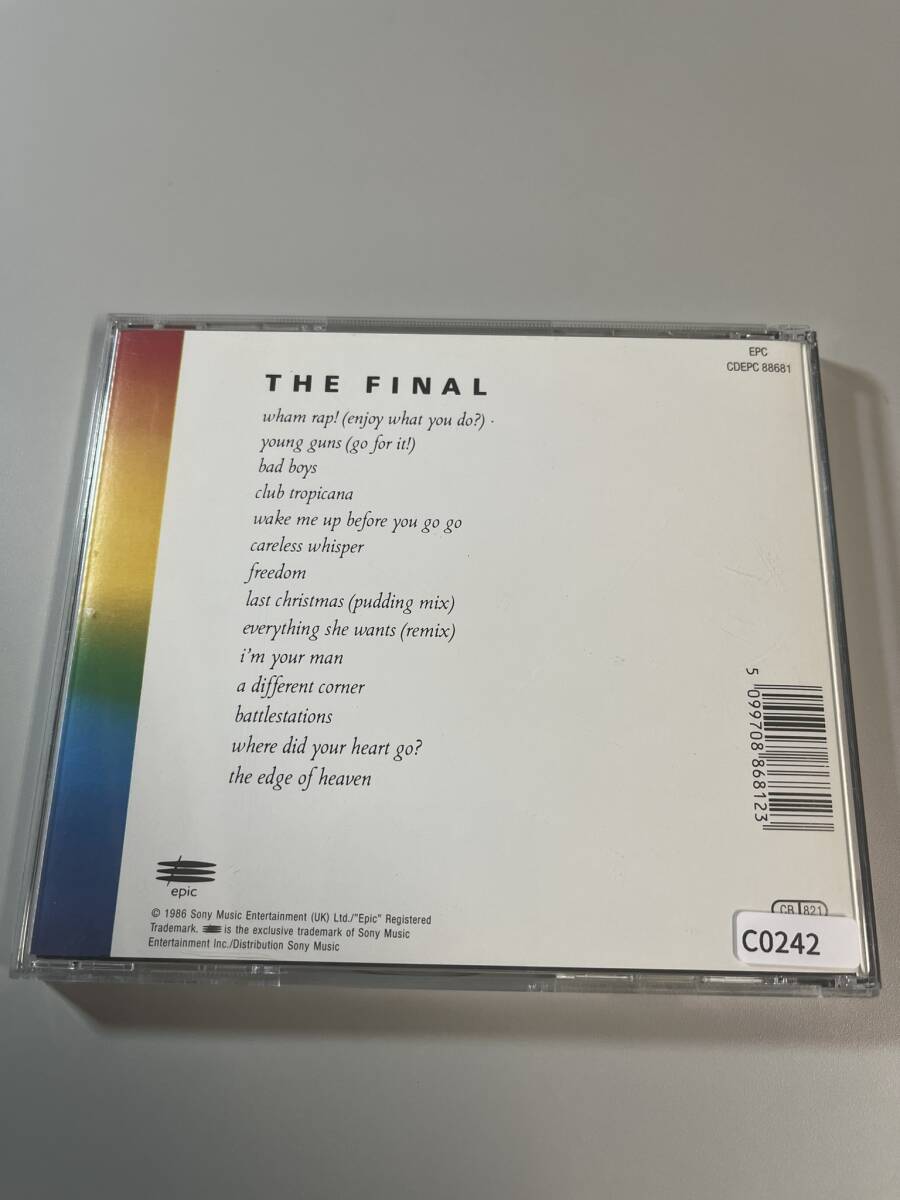 EPC
CDEPC 88681
THE FINAL
wham rap! (enjoy what you do?) ·
young guns (go for it!)
bad boys
club tropicana
wake me up before you go go
careless whisper
freedom
last christmas (pudding mix)
everything she wants (remix)
i'm your man
a different corner
battlestations
where did your heart go?
the edge of heaven
5 099708 868123
epic
© 1986 Sony Music Entertainment (UK) Ltd./"Epic" Registered
Trademark. is the exclusive trademark of Sony Music
Entertainment Inc./Distribution Sony Music
CB 821
C0242